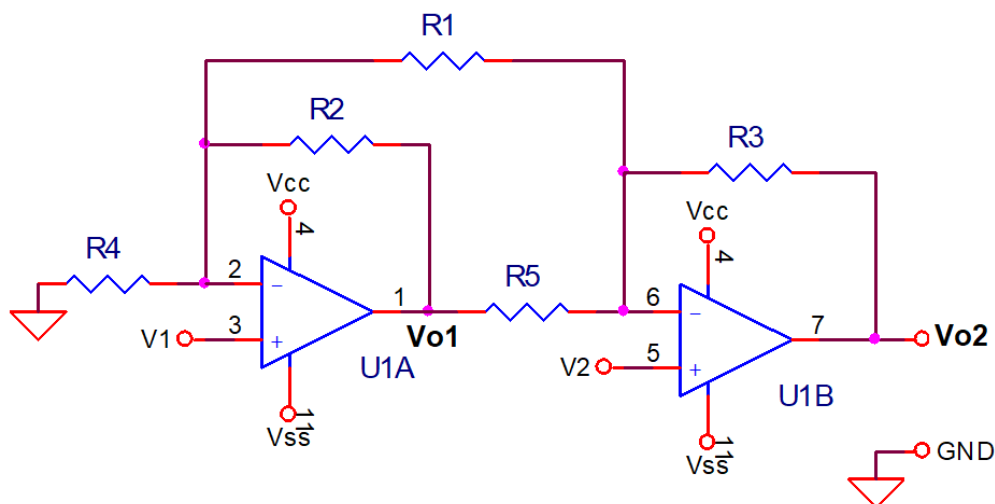 R1
R2
R3
Vcc
4
Vcc
4
R4
2
-
1
R5
6
-
7
Vo2
V1
3
+
Vo1
V2
5
+
U1A
U1B
11
Vss
11
Vss
GND